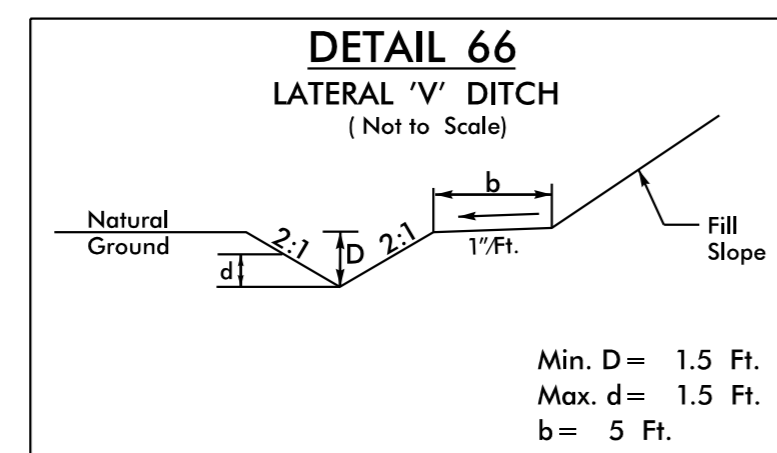 DETAIL 66
LATERAL 'V' DITCH
( Not to Scale)
b
Natural
Ground
2:1
D
2:1
1"/Ft.
Fill
Slope
d
Min. D= 1.5 Ft.
Max. d= 1.5 Ft.
b= 5 Ft.